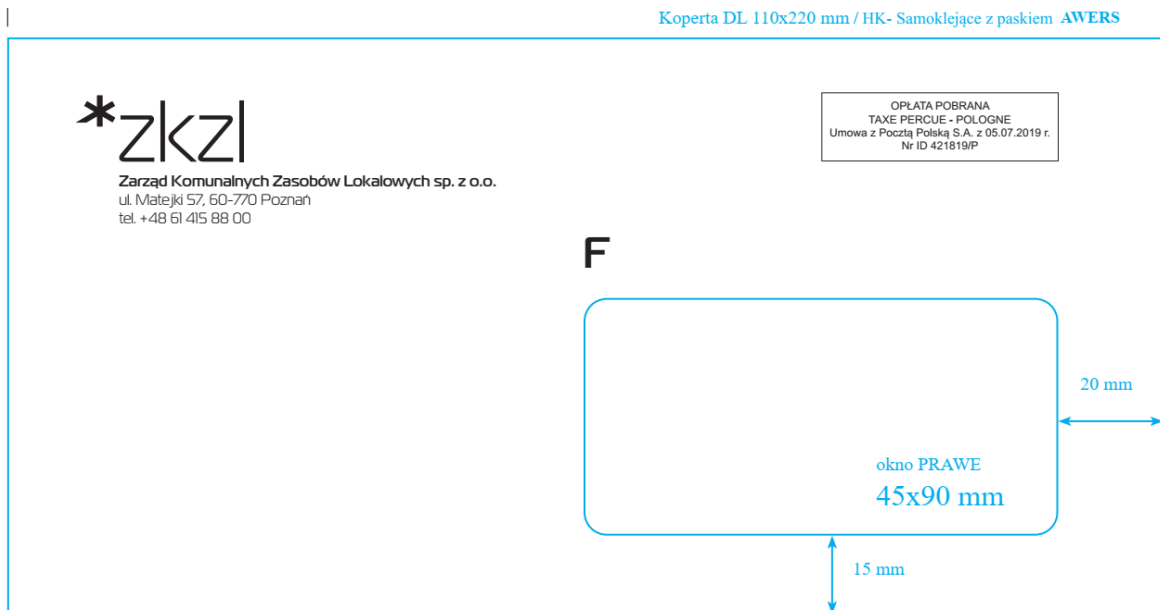 Koperta DL 110x220 mm / HK- Samoklejące z paskiem AWERS
*zkzl
Zarząd Komunalnych Zasobów Lokalowych sp. z o.o.
ul. Matejki 57, 60-770 Poznań
tel. +48 61 415 88 00
OPŁATA POBRANA
TAXE PERCUE - POLOGNE
Umowa z Pocztą Polską S.A. z 05.07.2019 r.
Nr ID 421819/P
F
20 mm
okno PRAWE
45x90 mm
15 mm